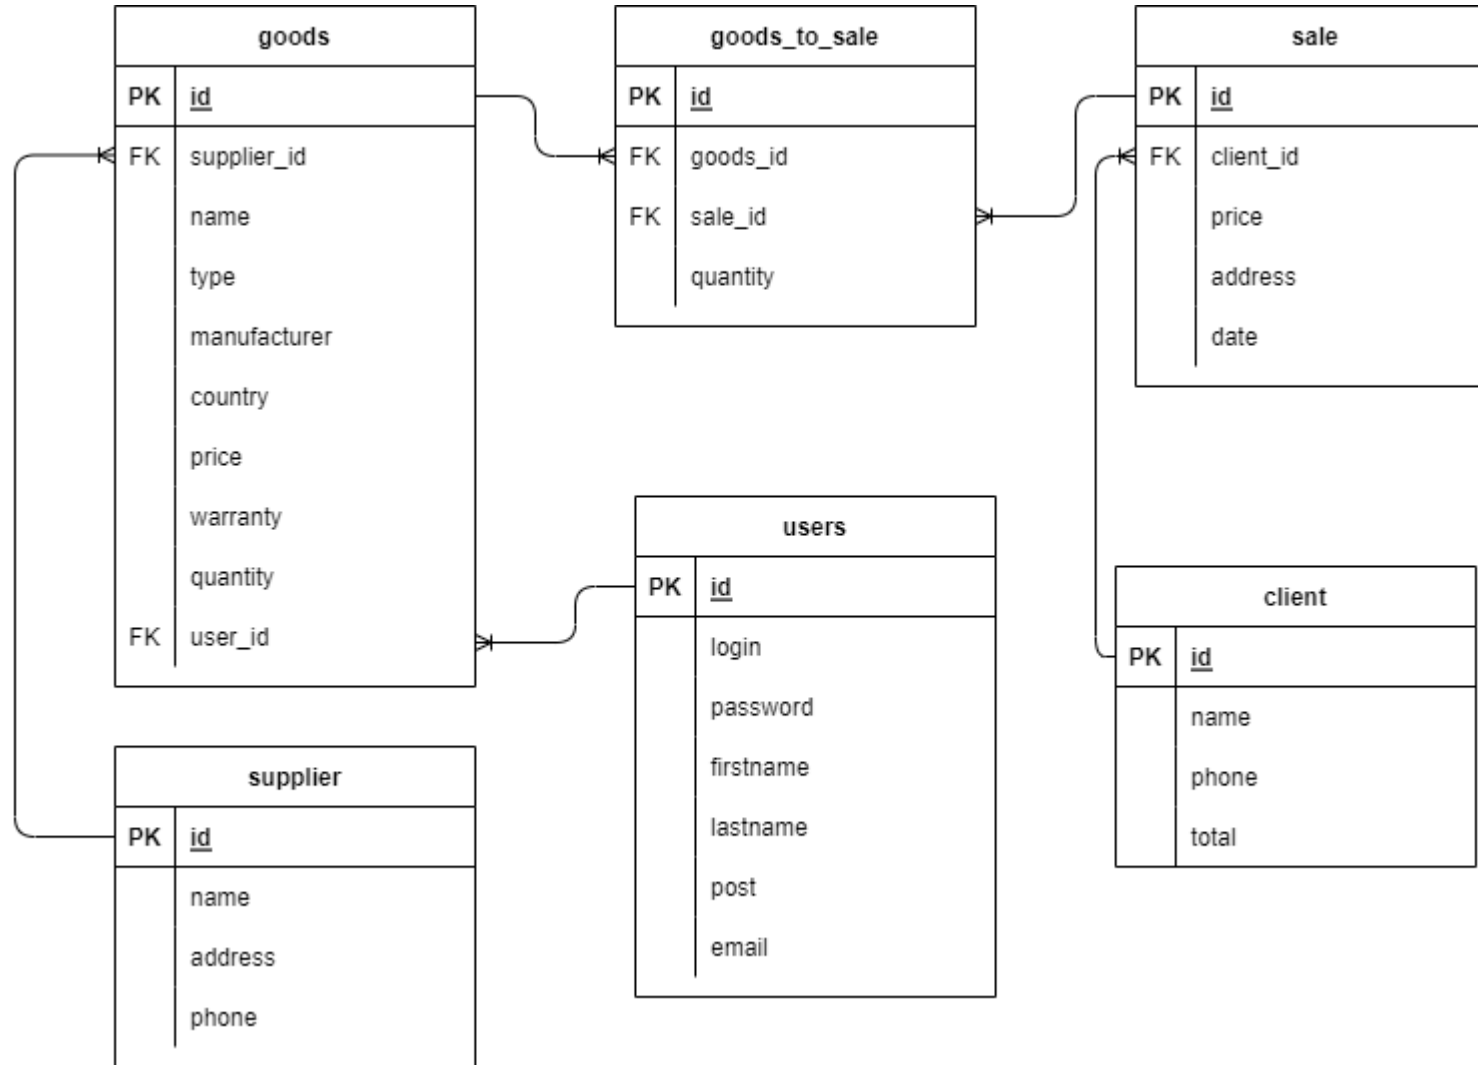 goods
PK id
FK supplier_id
name
type
manufacturer
country
price
warranty
quantity
FK user_id
goods_to_sale
PK id
FK goods_id
FK sale_id
quantity
sale
PK id
FK client_id
price
address
date
users
PK id
login
password
firstname
lastname
post
email
client
PK id
name
phone
total
supplier
PK id
name
address
phone